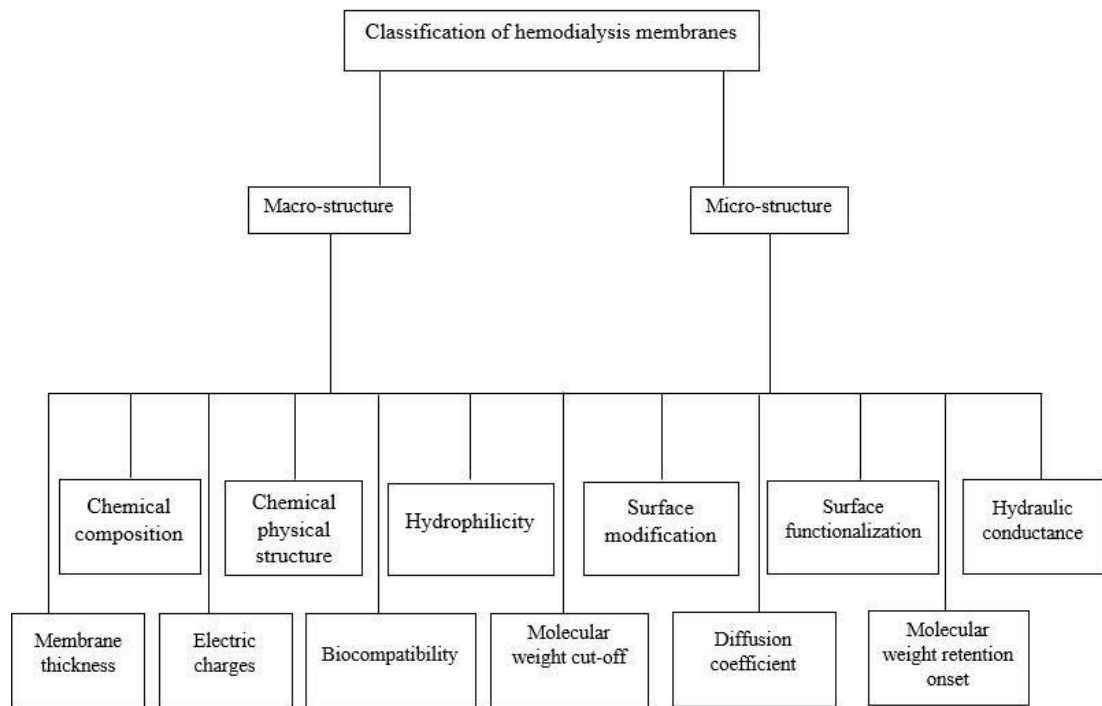 Classification of hemodialysis membranes
Macro-structure
Micro-structure
Chemical
composition
Chemical
physical
structure
Hydrophilicity
Surface
modification
Surface
functionalization
Hydraulic
conductance
Membrane
thickness
Electric
charges
Biocompatibility
Molecular
weight cut-off
Diffusion
coefficient
Molecular
weight retention
onset